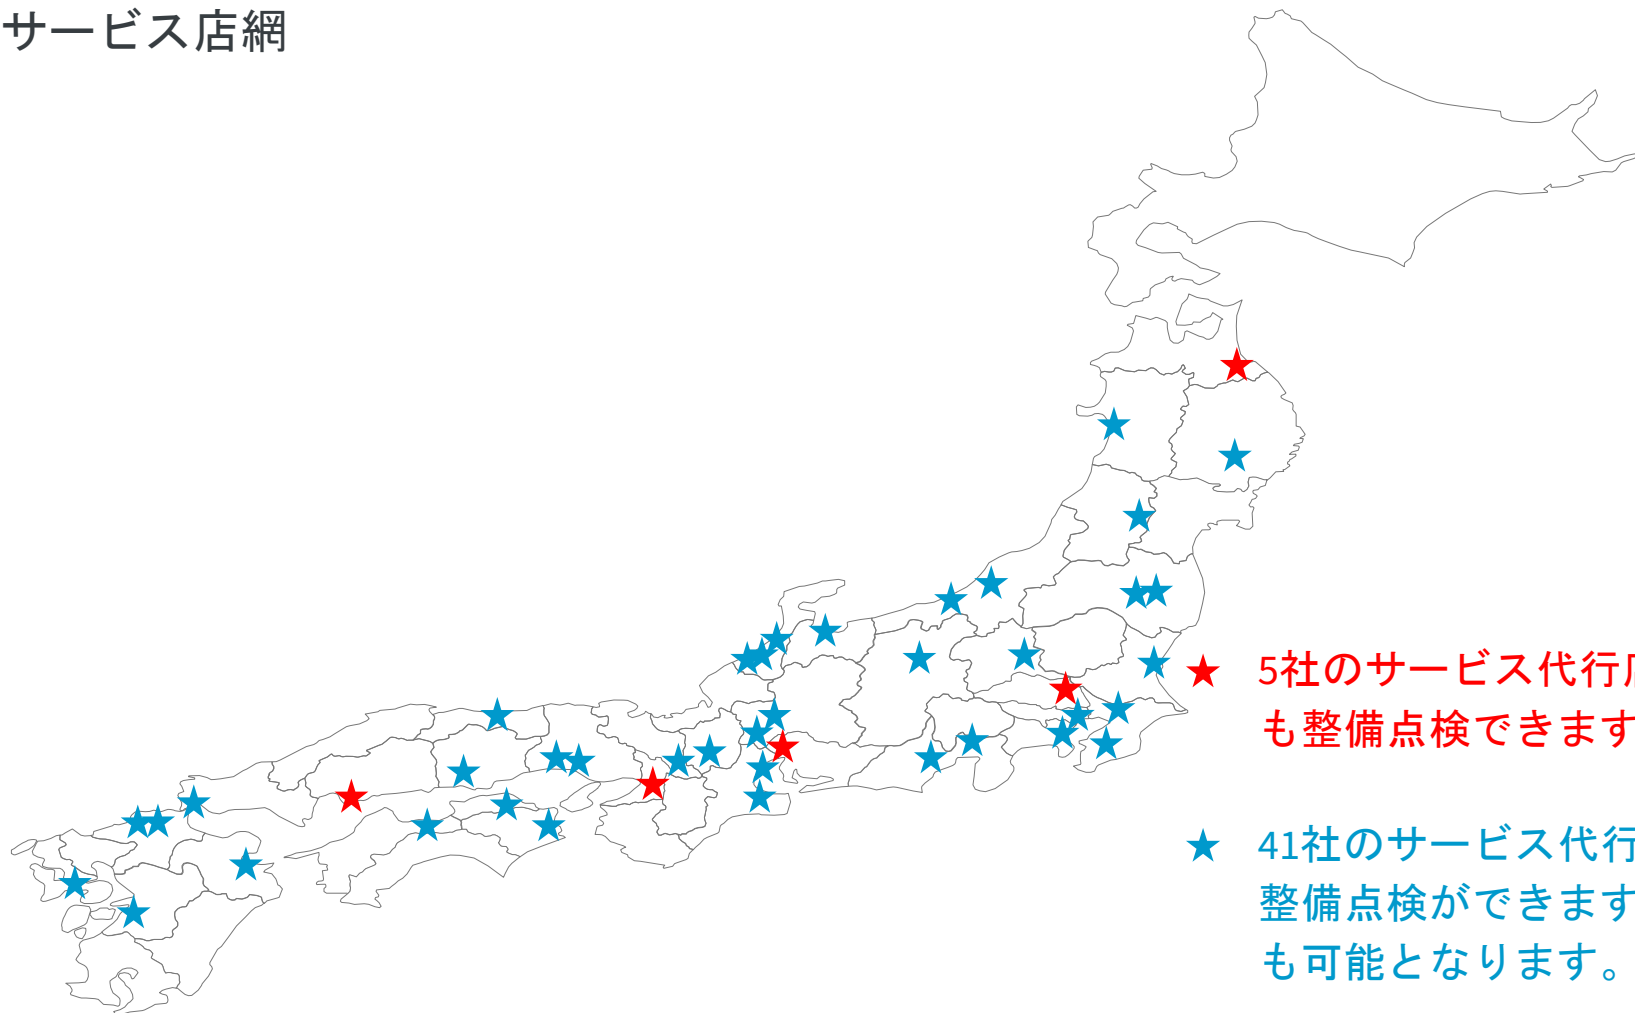 サービス店網
5社のサービス代行
も整備点検できます
41社のサービス代行
整備点検ができます
も可能となります。